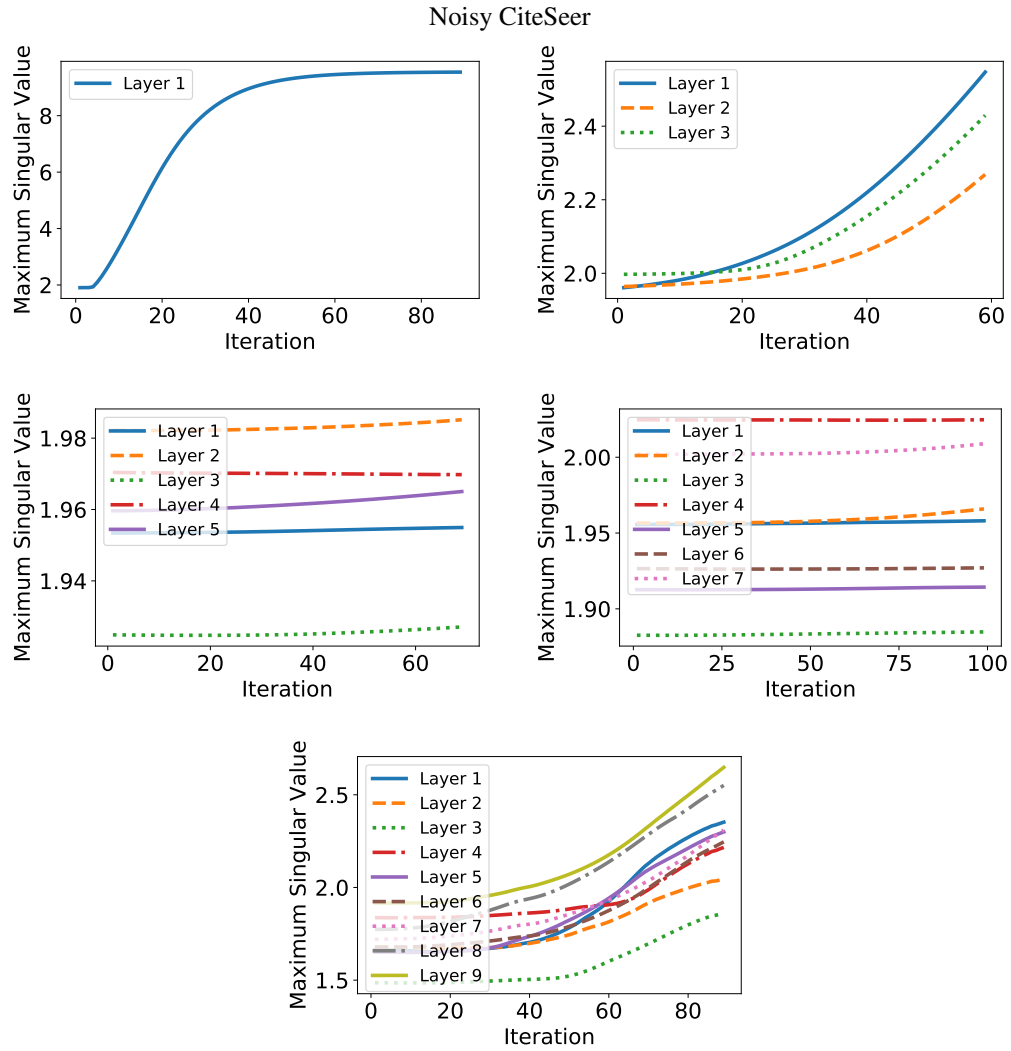 Noisy CiteSeer
Maximum Singular Value
8
6
4
2
Layer 1
0
20
40
60
80
Iteration
Maximum Singular Value
2.4
2.2
2.0
Layer 1
Layer 2
Layer 3
0
20
40
60
Iteration
Maximum Singular Value
1.98
1.96
1.94
Layer 1
Layer 2
Layer 3
Layer 4
Layer 5
0
20
40
60
Iteration
Maximum Singular Value
2.00
1.95
1.90
Layer 1
Layer 2
Layer 3
Layer 4
Layer 5
Layer 6
Layer 7
0
25
50
75
100
Iteration
Maximum Singular Value
2.5
2.0
1.5
Layer 1
Layer 2
Layer 3
Layer 4
Layer 5
Layer 6
Layer 7
Layer 8
Layer 9
0
20
40
60
80
Iteration